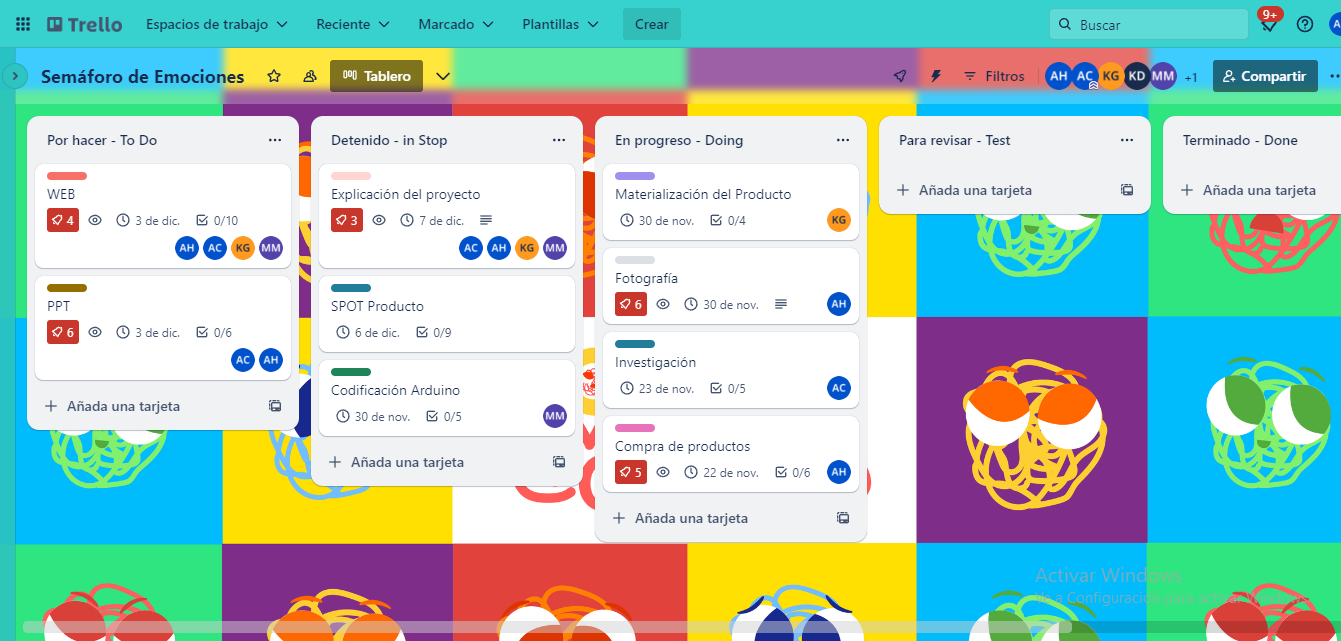 Trello Espacios de trabajo Reciente Marcado Plantillas Crear Buscar 9+
Semáforo de Emociones Tablero Filtros AH AC KG KD MM +1 Compartir
Por hacer - To Do
WEB
4 3 de dic. 0/10
AH AC KG MM
PPT
6 3 de dic. 0/6
AC AH
Añada una tarjeta
Detenido - in Stop
Explicación del proyecto
3 7 de dic.
AC AH KG MM
SPOT Producto
6 de dic. 0/9
Codificación Arduino
30 de nov. 0/5 MM
Añada una tarjeta
En progreso - Doing
Materialización del Producto
30 de nov. 0/4 KG
Fotografía
6 30 de nov. AH
Investigación
23 de nov. 0/5 AC
Compra de productos
5 22 de nov. 0/6 AH
Añada una tarjeta
Para revisar - Test
Añada una tarjeta
Terminado - Done
Añada una tarjeta
Activar Windows
Ve a Configuración para activar Windows.